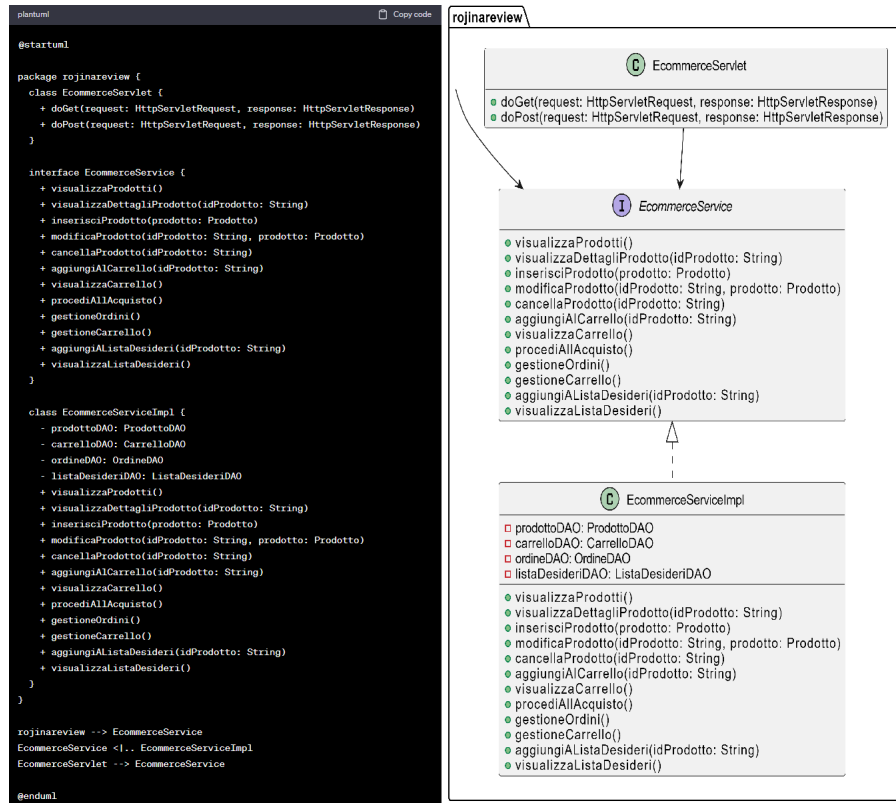 plantuml
Copy code
@startuml
package rojinareview {
class EcommerceServlet {
+ doGet(request: HttpServletRequest, response: HttpServletResponse)
+ doPost(request: HttpServletRequest, response: HttpServletResponse)
}
interface EcommerceService {
+ visualizzaProdotti()
+ visualizzaDettagliProdotto(idProdotto: String)
+ inserisciProdotto(prodotto: Prodotto)
+ modificaProdotto(idProdotto: String, prodotto: Prodotto)
+ cancellaProdotto(idProdotto: String)
+ aggiungiAlCarrello(idProdotto: String)
+ visualizzaCarrello()
+ procediAllAcquisto()
+ gestioneOrdini()
+ gestioneCarrello()
+ aggiungiAListaDesideri(idProdotto: String)
+ visualizzaListaDesideri()
}
class EcommerceServiceImpl {
- prodottoDAO: ProdottoDAO
- carrelloDAO: CarrelloDAO
- ordineDAO: OrdineDAO
- listaDesideriDAO: ListaDesideriDAO
+ visualizzaProdotti()
+ visualizzaDettagliProdotto(idProdotto: String)
+ inserisciProdotto(prodotto: Prodotto)
+ modificaProdotto(idProdotto: String, prodotto: Prodotto)
+ cancellaProdotto(idProdotto: String)
+ aggiungiAlCarrello(idProdotto: String)
+ visualizzaCarrello()
+ procediAllAcquisto()
+ gestioneOrdini()
+ gestioneCarrello()
+ aggiungiAListaDesideri(idProdotto: String)
+ visualizzaListaDesideri()
}
}
rojinareview --> EcommerceService
EcommerceService <|.. EcommerceServiceImpl
EcommerceServlet --> EcommerceService
@enduml
rojinareview
C EcommerceServlet
doGet(request: HttpServletRequest, response: HttpServletResponse)
doPost(request: HttpServletRequest, response: HttpServletResponse)
I EcommerceService
visualizzaProdotti()
visualizzaDettagliProdotto(idProdotto: String)
inserisciProdotto(prodotto: Prodotto)
modificaProdotto(idProdotto: String, prodotto: Prodotto)
cancellaProdotto(idProdotto: String)
aggiungiAlCarrello(idProdotto: String)
visualizzaCarrello()
procediAllAcquisto()
gestioneOrdini()
gestioneCarrello()
aggiungiAListaDesideri(idProdotto: String)
visualizzaListaDesideri()
C EcommerceServiceImpl
prodottoDAO: ProdottoDAO
carrelloDAO: CarrelloDAO
ordineDAO: OrdineDAO
listaDesideriDAO: ListaDesideriDAO
visualizzaProdotti()
visualizzaDettagliProdotto(idProdotto: String)
inserisciProdotto(prodotto: Prodotto)
modificaProdotto(idProdotto: String, prodotto: Prodotto)
cancellaProdotto(idProdotto: String)
aggiungiAlCarrello(idProdotto: String)
visualizzaCarrello()
procediAllAcquisto()
gestioneOrdini()
gestioneCarrello()
aggiungiAListaDesideri(idProdotto: String)
visualizzaListaDesideri()